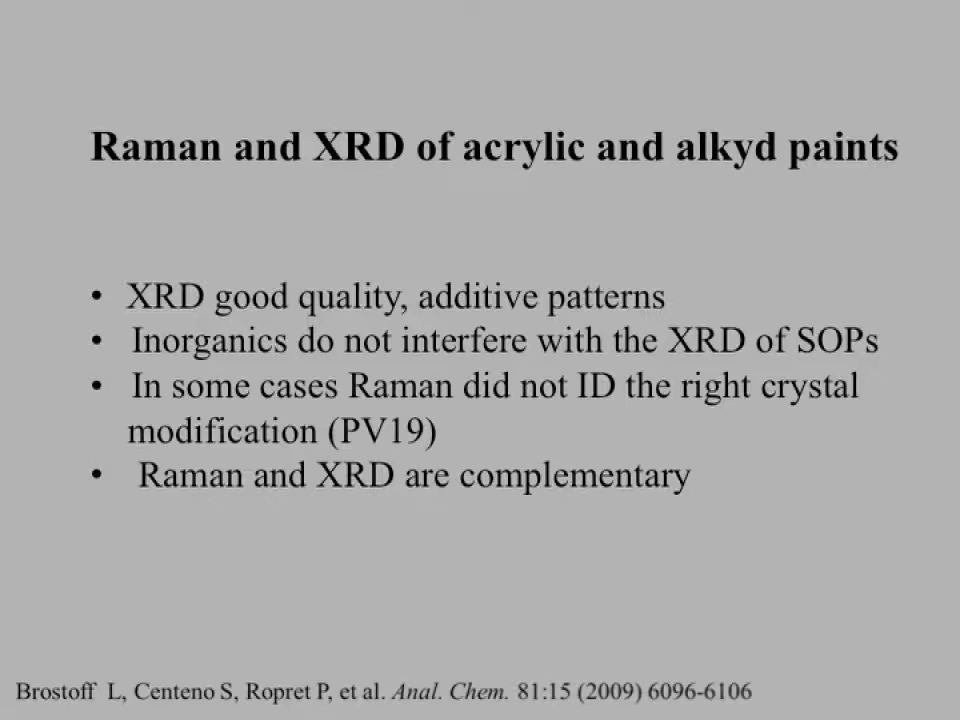 Raman and XRD of acrylic and alkyd paints
• XRD good quality, additive patterns
• Inorganics do not interfere with the XRD of SOPs
• In some cases Raman did not ID the right crystal
modification (PV19)
• Raman and XRD are complementary
Brostoff L, Centeno S, Ropret P, et al. Anal. Chem. 81:15 (2009) 6096-6106